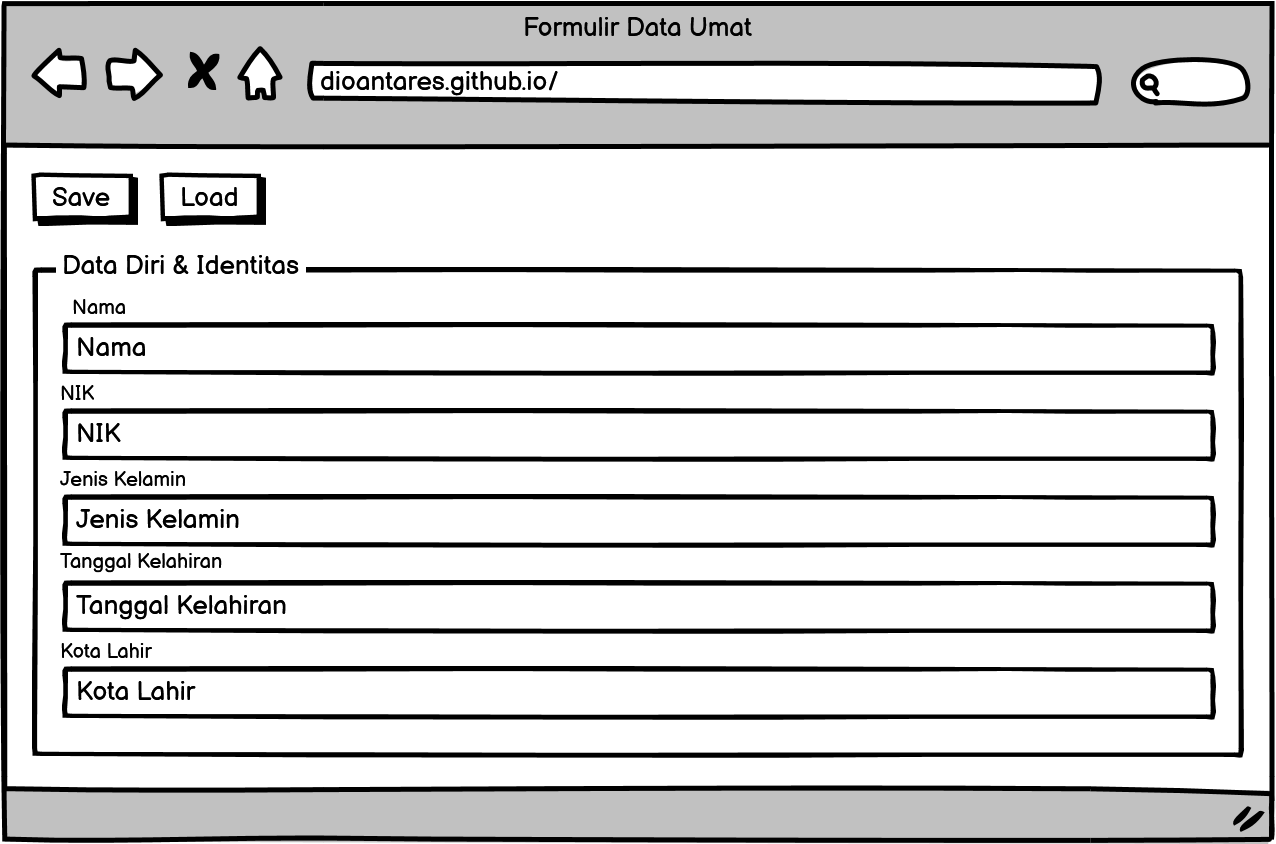 Formulir Data Umat
dioantares.github.io/
Save Load
Data Diri & Identitas
Nama
Nama
NIK
NIK
Jenis Kelamin
Jenis Kelamin
Tanggal Kelahiran
Tanggal Kelahiran
Kota Lahir
Kota Lahir